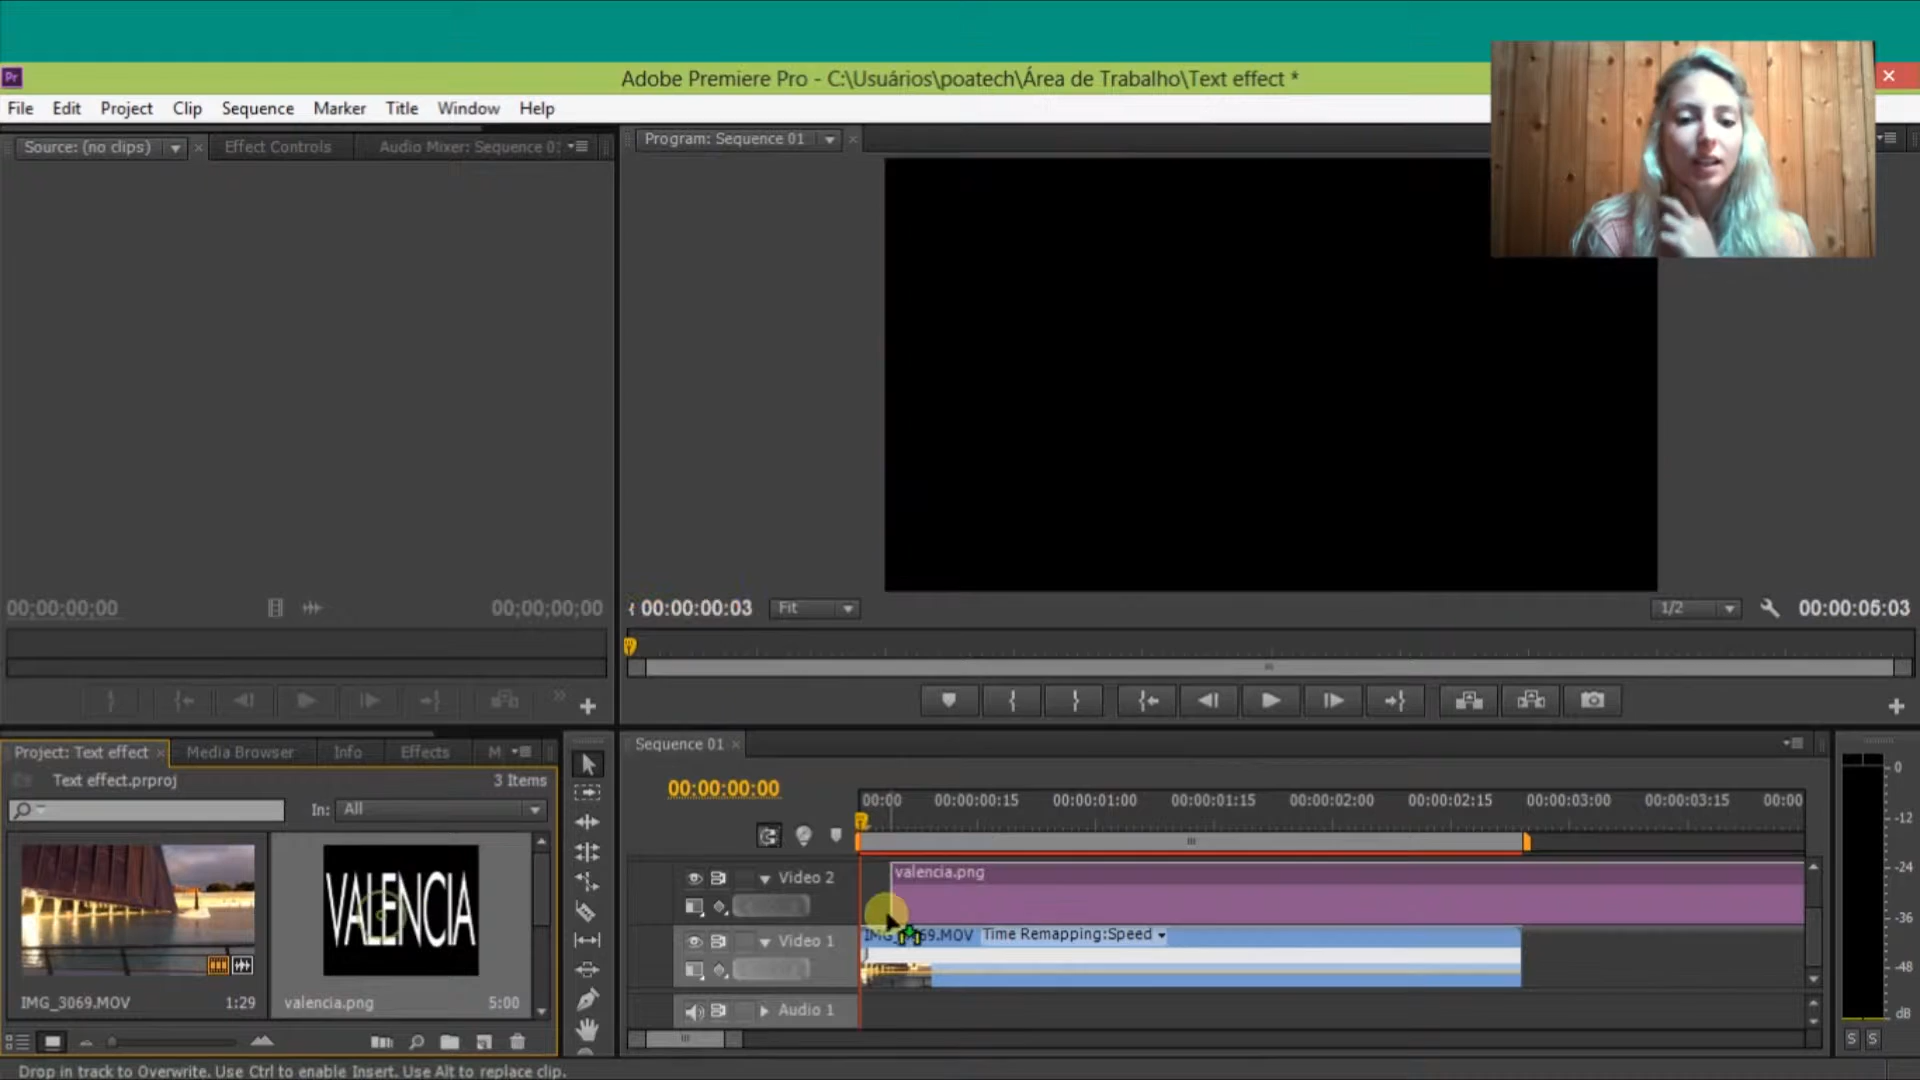 Pr
Adobe Premiere Pro - C:\Usuários\poatech\Área de Trabalho\Text effect *
File Edit Project Clip Sequence Marker Title Window Help
Source: (no clips) Effect Controls Audio Mixer: Sequence 0
Program: Sequence 01
00;00;00;00 00;00;00;00
00:00:00:03 Fit 1/2 00:00:05:03
Project: Text effect Media Browser Info Effects M
Text effect.prproj 3 Items
In: All
VALENCIA
IMG_3069.MOV 1:29
valencia.png 5:00
Sequence 01
00:00:00:00
00:00 00:00:00:15 00:00:01:00 00:00:01:15 00:00:02:00 00:00:02:15 00:00:03:00 00:00:03:15 00:00
Video 2 valencia.png
Video 1 IMG_3069.MOV Time Remapping:Speed
Audio 1
0
-12
-24
-36
-48
dB
S S
Drop in track to Overwrite. Use Ctrl to enable Insert. Use Alt to replace clip.